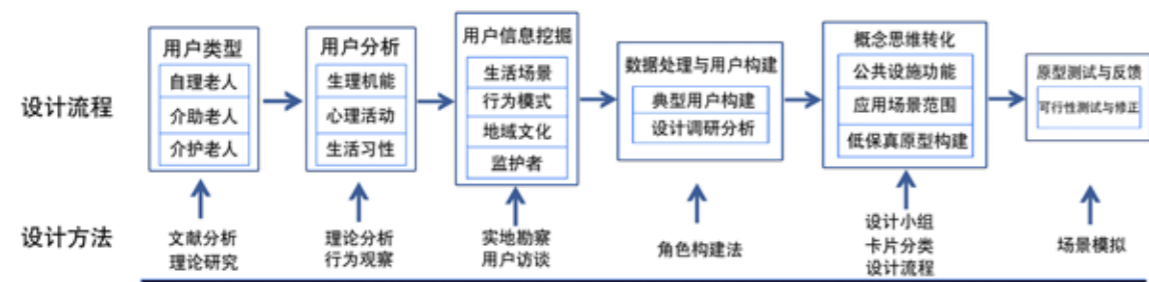 设计流程
用户类型
自理老人
介助老人
介护老人
用户分析
生理机能
心理活动
生活习性
用户信息挖掘
生活场景
行为模式
地域文化
监护者
数据处理与用户构建
典型用户构建
设计调研分析
概念思维转化
公共设施功能
应用场景范围
低保真原型构建
原型测试与反馈
可行性测试与修正
设计方法
文献分析
理论研究
理论分析
行为观察
实地勘察
用户访谈
角色构建法
设计小组
卡片分类
设计流程
场景模拟